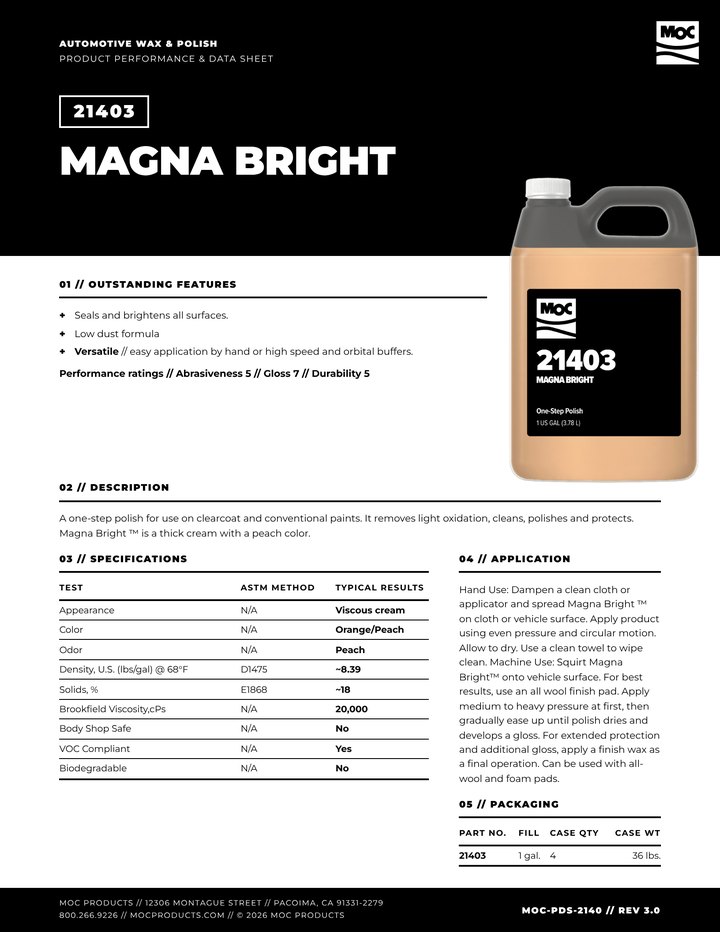 AUTOMOTIVE WAX & POLISH
PRODUCT PERFORMANCE & DATA SHEET
MOC
21403
MAGNA BRIGHT
01 // OUTSTANDING FEATURES
+ Seals and brightens all surfaces.
+ Low dust formula
+ Versatile // easy application by hand or high speed and orbital buffers.
Performance ratings // Abrasiveness 5 // Gloss 7 // Durability 5
MOC
21403
MAGNA BRIGHT
One-Step Polish
1 US GAL (3.78 L)
02 // DESCRIPTION
A one-step polish for use on clearcoat and conventional paints. It removes light oxidation, cleans, polishes and protects.
Magna Bright ™ is a thick cream with a peach color.
03 // SPECIFICATIONS
TEST ASTM METHOD TYPICAL RESULTS
Appearance N/A Viscous cream
Color N/A Orange/Peach
Odor N/A Peach
Density, U.S. (lbs/gal) @ 68°F D1475 ~8.39
Solids, % E1868 ~18
Brookfield Viscosity,cPs N/A 20,000
Body Shop Safe N/A No
VOC Compliant N/A Yes
Biodegradable N/A No
04 // APPLICATION
Hand Use: Dampen a clean cloth or
applicator and spread Magna Bright ™
on cloth or vehicle surface. Apply product
using even pressure and circular motion.
Allow to dry. Use a clean towel to wipe
clean. Machine Use: Squirt Magna
Bright™ onto vehicle surface. For best
results, use an all wool finish pad. Apply
medium to heavy pressure at first, then
gradually ease up until polish dries and
develops a gloss. For extended protection
and additional gloss, apply a finish wax as
a final operation. Can be used with all-
wool and foam pads.
05 // PACKAGING
PART NO. FILL CASE QTY CASE WT
21403 1 gal. 4 36 lbs.
MOC PRODUCTS // 12306 MONTAGUE STREET // PACOIMA, CA 91331-2279
800.266.9226 // MOCPRODUCTS.COM // © 2026 MOC PRODUCTS
MOC-PDS-2140 // REV 3.0